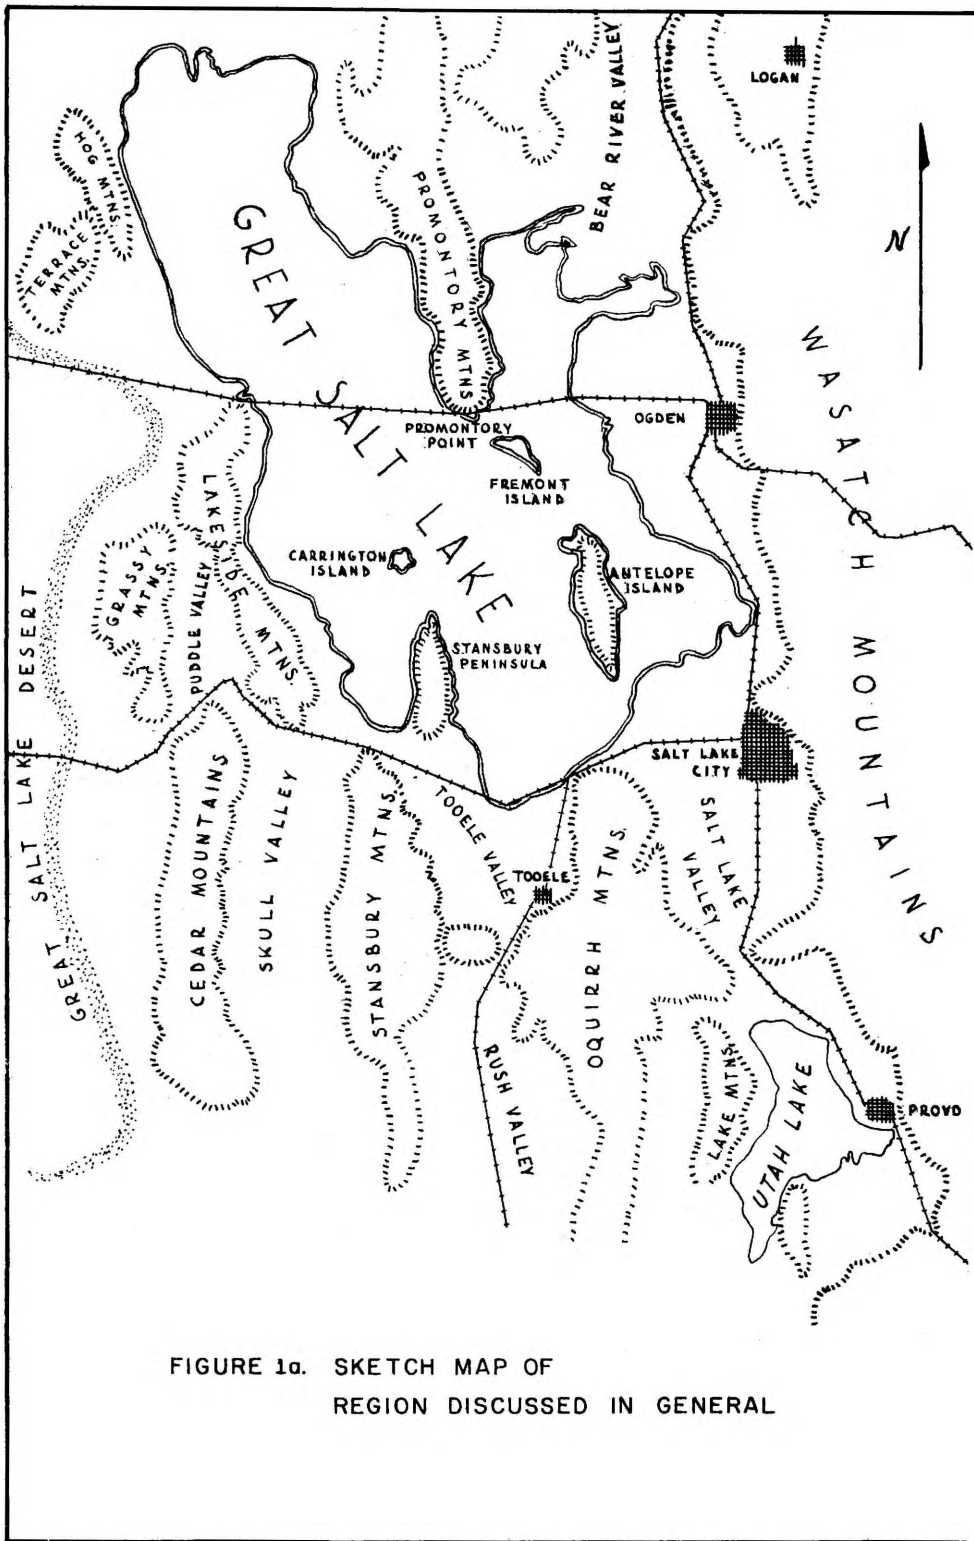 LOGAN
BEAR RIVER VALLEY
HOG MTNS.
PROMONTORY MTNS
TERRACE
MTNS.
N
GREAT SALT LAKE
WASATCH MOUNTAINS
PROMONTORY
POINT
OGDEN
FREMONT
ISLAND
LAKESIDE MTNS.
GRASSY
MTNS.
PUDDLE VALLEY
CARRINGTON
ISLAND
ANTELOPE
ISLAND
STANSBURY
PENINSULA
GREAT SALT LAKE DESERT
SALT LAKE
CITY
CEDAR MOUNTAINS
SKULL VALLEY
STANSBURY MTNS.
TOOELE VALLEY
TOOELE
OQUIRRH MTNS.
SALT LAKE
VALLEY
RUSH VALLEY
LAKE MTNS.
UTAH LAKE
PROVO
FIGURE 1a. SKETCH MAP OF
REGION DISCUSSED IN GENERAL